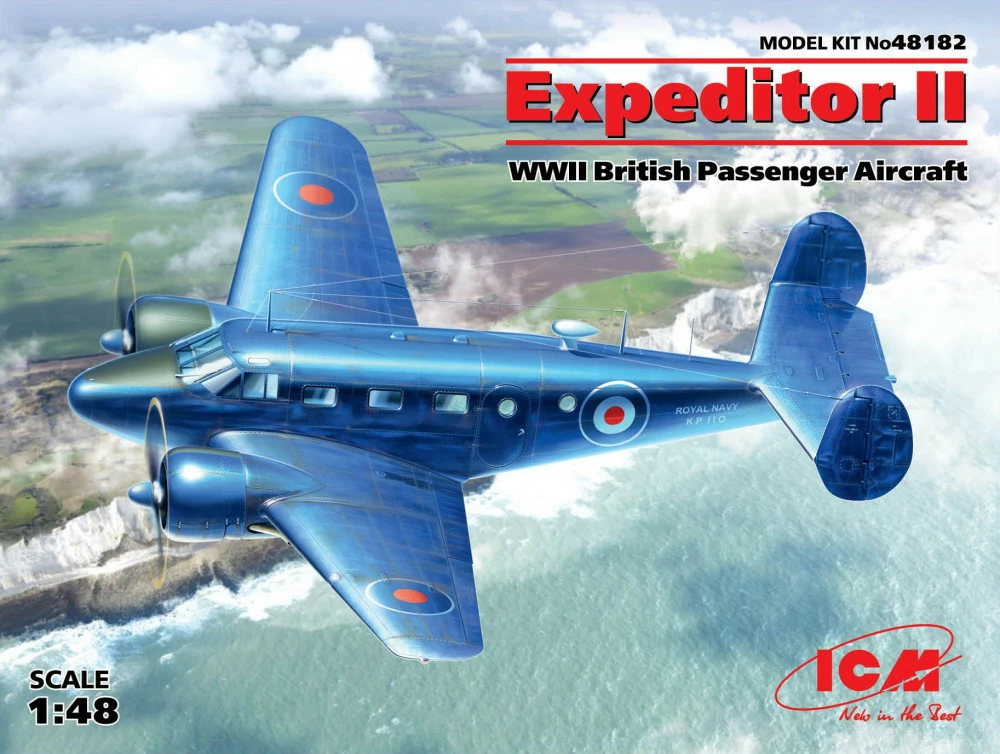 MODEL KIT No48182
Expeditor II
WWII British Passenger Aircraft
ROYAL NAVY
KP 110
SCALE
1:48
ICM
New in the Best